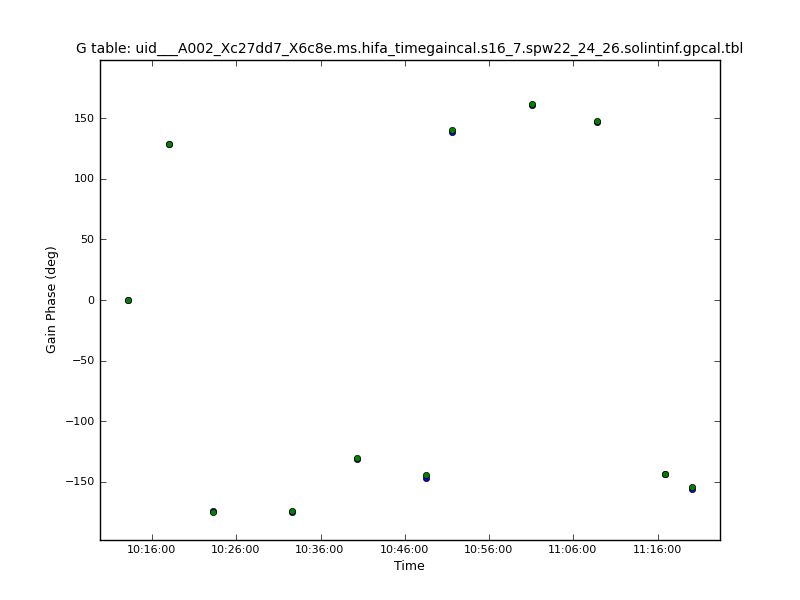 G table: uid___A002_Xc27dd7_X6c8e.ms.hifa_timegaincal.s16_7.spw22_24_26.solintinf.gpcal.tbl
150
100
50
0
−50
−100
−150
Gain Phase (deg)
10:16:00 10:26:00 10:36:00 10:46:00 10:56:00 11:06:00 11:16:00
Time